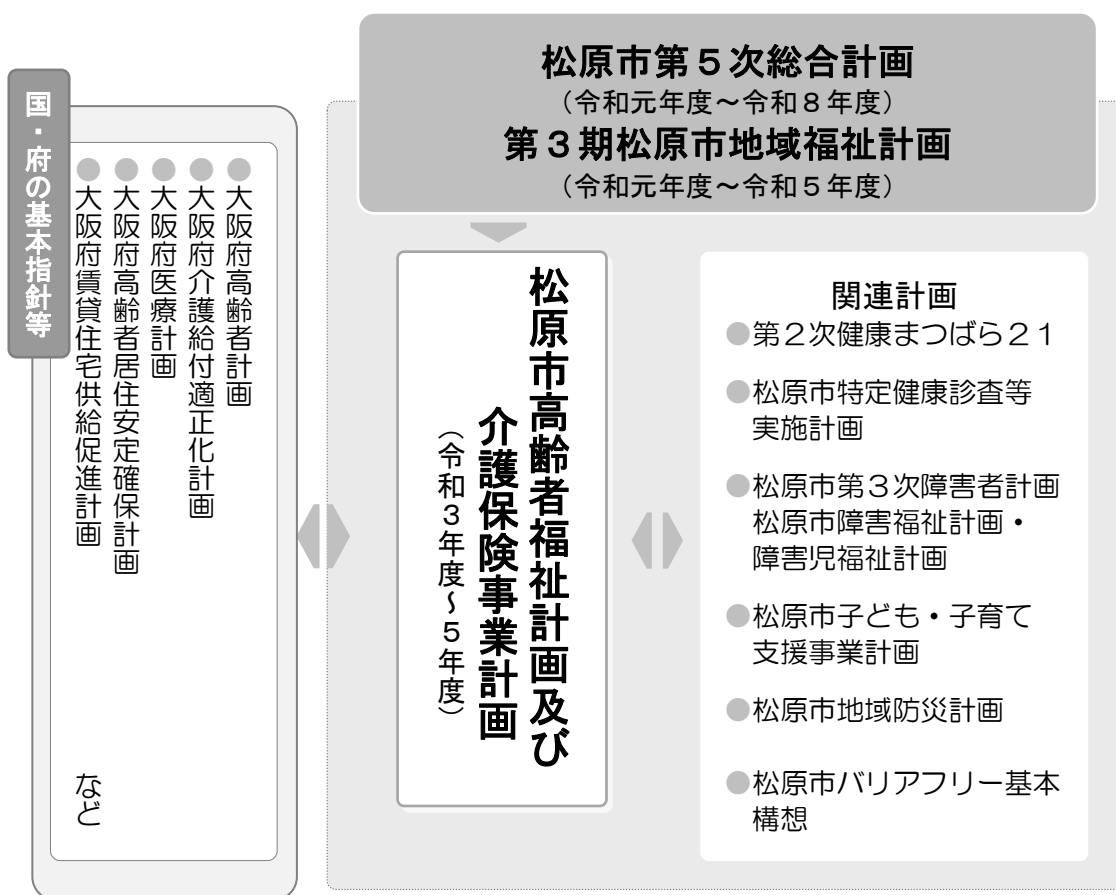 松原市第５次総合計画
（令和元年度～令和８年度）
第３期松原市地域福祉計画
（令和元年度～令和５年度）
国・府の基本指針等
●大阪府高齢者計画
●大阪府介護給付適正化計画
●大阪府医療計画
●大阪府高齢者居住安定確保計画
●大阪府賃貸住宅供給促進計画　など
松原市高齢者福祉計画及び
介護保険事業計画
（令和３年度～５年度）
関連計画
●第２次健康まつばら２１
●松原市特定健康診査等
実施計画
●松原市第３次障害者計画
松原市障害福祉計画・
障害児福祉計画
●松原市子ども・子育て
支援事業計画
●松原市地域防災計画
●松原市バリアフリー基本
構想